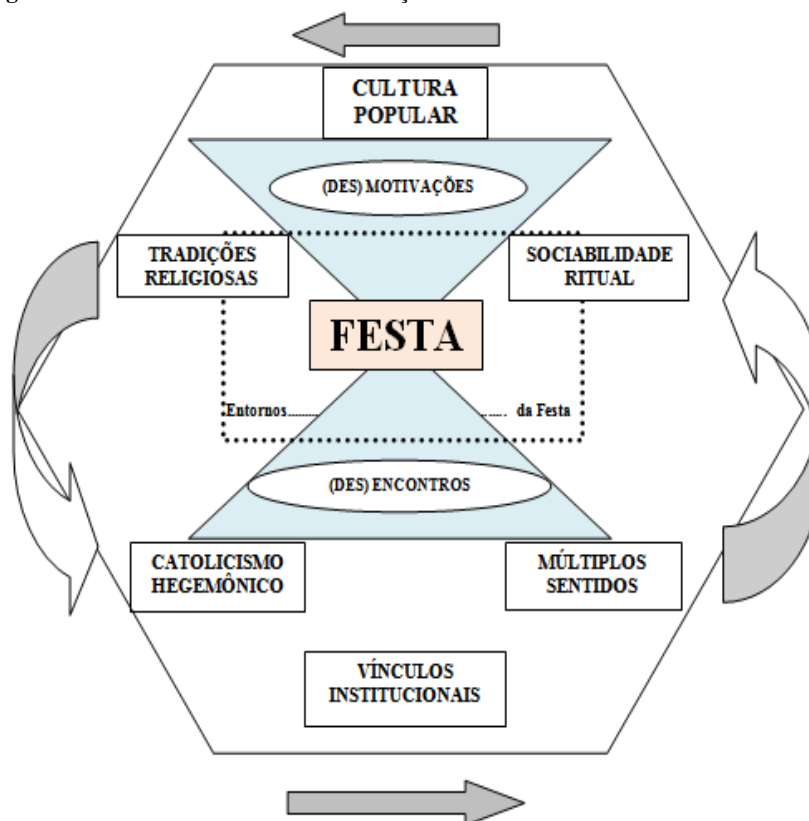 CULTURA
POPULAR
(DES) MOTIVAÇÕES
TRADIÇÕES
RELIGIOSAS
SOCIABILIDADE
RITUAL
FESTA
Entornos.......... ....... da Festa
(DES) ENCONTROS
CATOLICISMO
HEGEMÔNICO
MÚLTIPLOS
SENTIDOS
VÍNCULOS
INSTITUCIONAIS